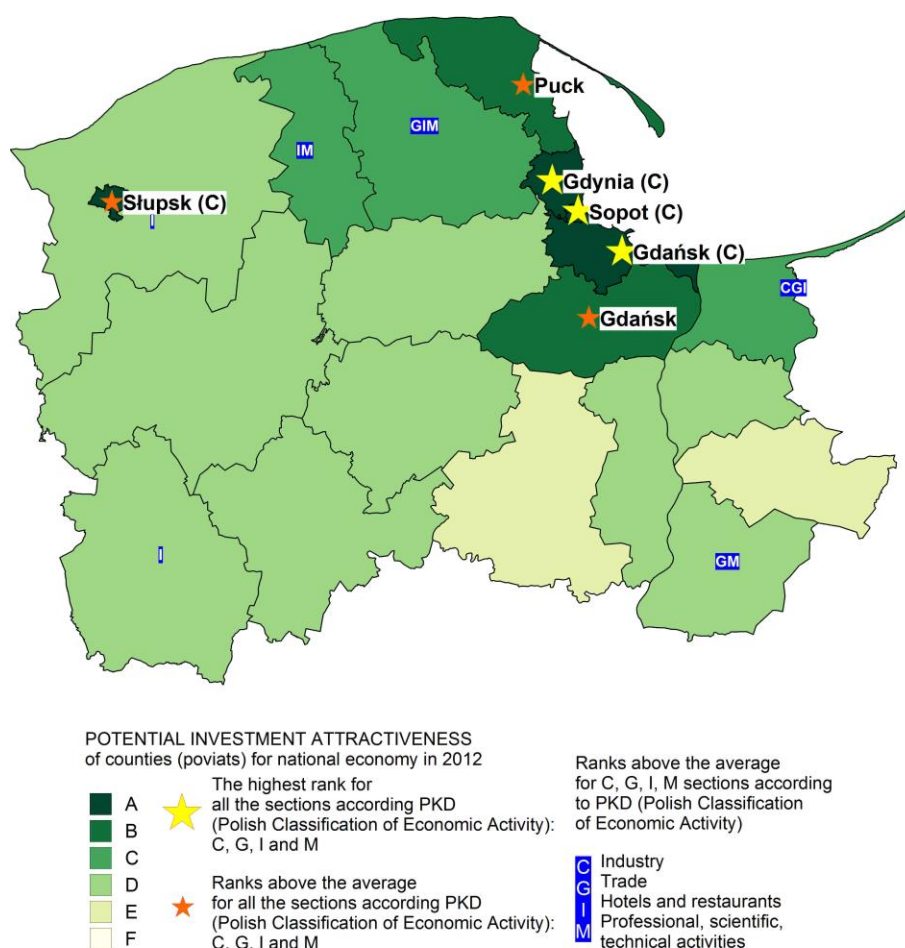 Puck
GIM
IM
Gdynia (C)
Słupsk (C)
Sopot (C)
I
Gdańsk (C)
CGI
Gdańsk
I
GM
POTENTIAL INVESTMENT ATTRACTIVENESS
of counties (poviats) for national economy in 2012
A
B
C
D
E
F
The highest rank for
all the sections according PKD
(Polish Classification of Economic Activity):
C, G, I and M
Ranks above the average
for all the sections according PKD
(Polish Classification of Economic Activity):
C, G, I and M
Ranks above the average
for C, G, I, M sections according
to PKD (Polish Classification
of Economic Activity)
C Industry
G Trade
I Hotels and restaurants
M Professional, scientific,
technical activities